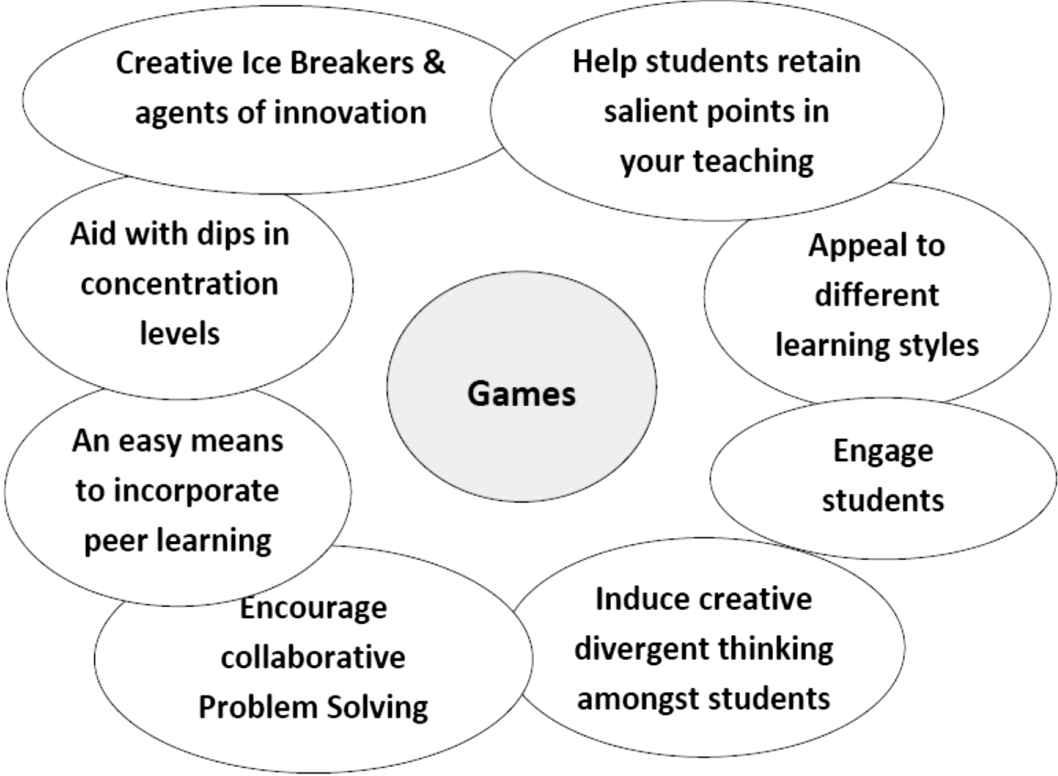 Creative Ice Breakers &
agents of innovation
Help students retain
salient points in
your teaching
Aid with dips in
concentration
levels
Appeal to
different
learning styles
Games
An easy means
to incorporate
peer learning
Engage
students
Encourage
collaborative
Problem Solving
Induce creative
divergent thinking
amongst students